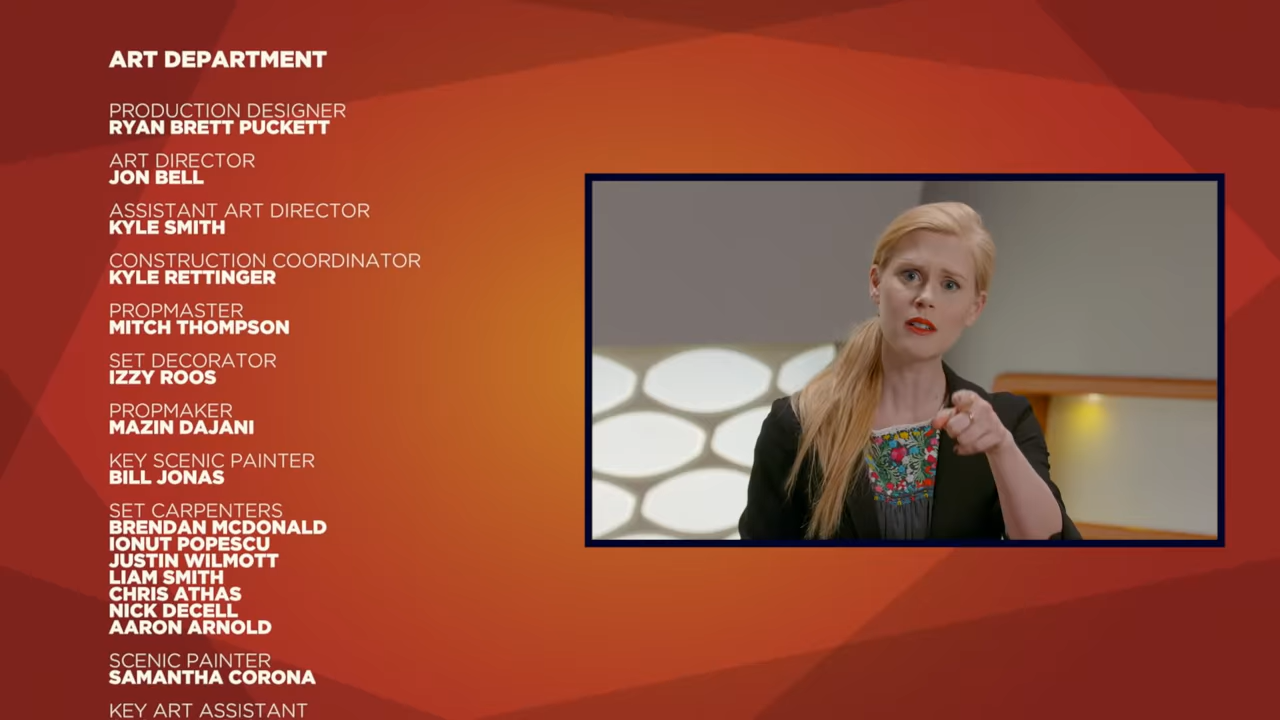 ART DEPARTMENT
PRODUCTION DESIGNER
RYAN BRETT PUCKETT
ART DIRECTOR
JON BELL
ASSISTANT ART DIRECTOR
KYLE SMITH
CONSTRUCTION COORDINATOR
KYLE RETTINGER
PROPMASTER
MITCH THOMPSON
SET DECORATOR
IZZY ROOS
PROPMAKER
MAZIN DAJANI
KEY SCENIC PAINTER
BILL JONAS
SET CARPENTERS
BRENDAN MCDONALD
IONUT POPESCU
JUSTIN WILMOTT
LIAM SMITH
CHRIS ATHAS
NICK DECELL
AARON ARNOLD
SCENIC PAINTER
SAMANTHA CORONA
KEY ART ASSISTANT